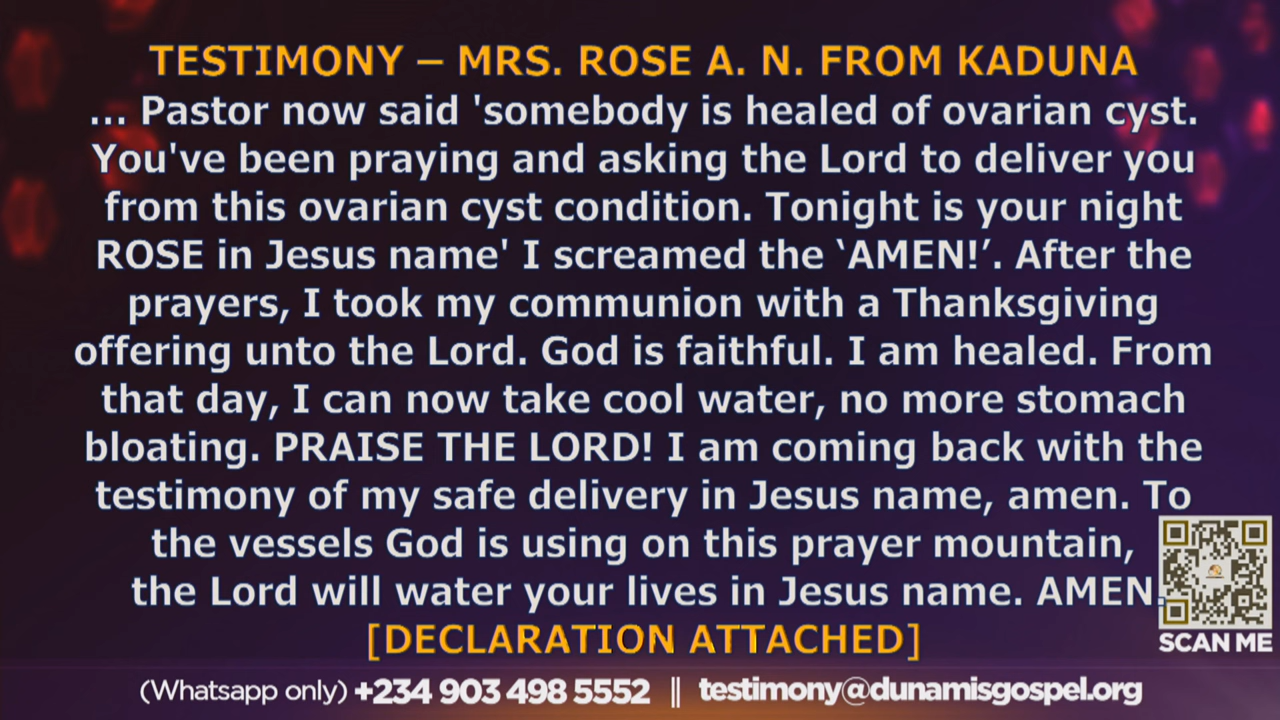 TESTIMONY – MRS. ROSE A. N. FROM KADUNA
... Pastor now said 'somebody is healed of ovarian cyst.
You've been praying and asking the Lord to deliver you
from this ovarian cyst condition. Tonight is your night
ROSE in Jesus name' I screamed the ‘AMEN!’. After the
prayers, I took my communion with a Thanksgiving
offering unto the Lord. God is faithful. I am healed. From
that day, I can now take cool water, no more stomach
bloating. PRAISE THE LORD! I am coming back with the
testimony of my safe delivery in Jesus name, amen. To
the vessels God is using on this prayer mountain,
the Lord will water your lives in Jesus name. AMEN.
[DECLARATION ATTACHED]
SCAN ME
(Whatsapp only) +234 903 498 5552 || testimony@dunamisgospel.org